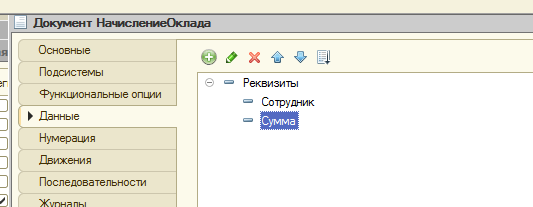 Документ НачислениеОклада
Основные
Подсистемы
Функциональные опции
Данные
Нумерация
Движения
Последовательности
Журналы
Реквизиты
Сотрудник
Сумма